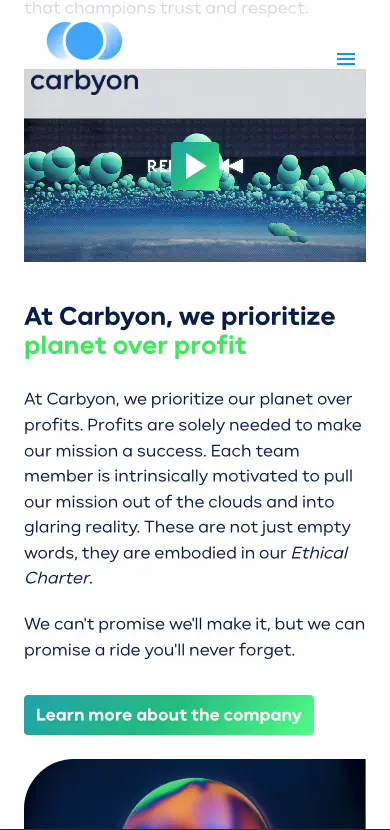 that champions trust and respect.
carbyon
At Carbyon, we prioritize
planet over profit
At Carbyon, we prioritize our planet over
profits. Profits are solely needed to make
our mission a success. Each team
member is intrinsically motivated to pull
our mission out of the clouds and into
glaring reality. These are not just empty
words, they are embodied in our Ethical
Charter.
We can't promise we'll make it, but we can
promise a ride you'll never forget.
Learn more about the company